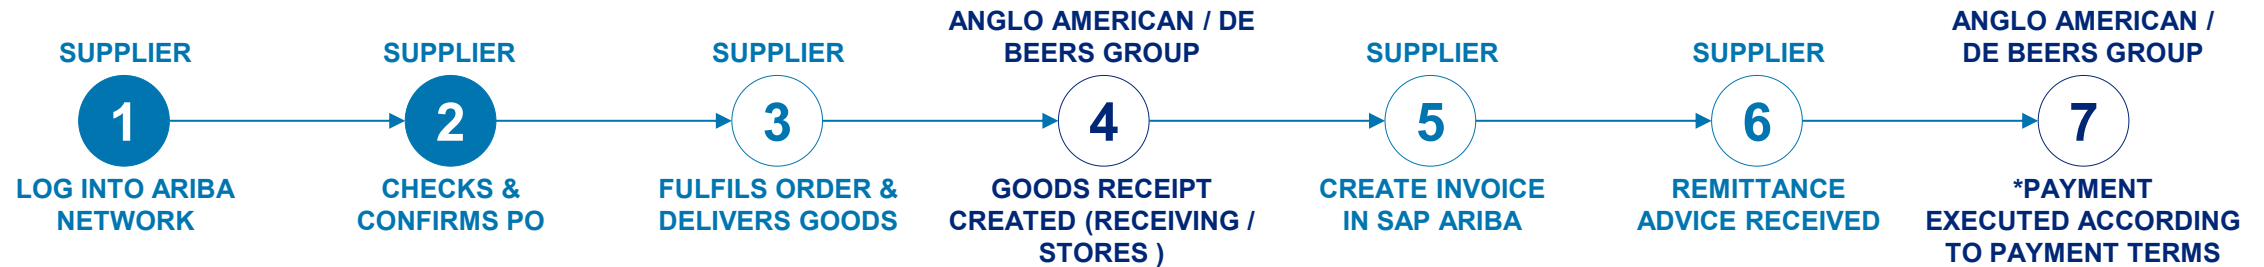 SUPPLIER
1
LOG INTO ARIBA
NETWORK
SUPPLIER
2
CHECKS &
CONFIRMS PO
SUPPLIER
3
FULFILS ORDER &
DELIVERS GOODS
ANGLO AMERICAN / DE
BEERS GROUP
4
GOODS RECEIPT
CREATED (RECEIVING /
STORES )
SUPPLIER
5
CREATE INVOICE
IN SAP ARIBA
SUPPLIER
6
REMITTANCE
ADVICE RECEIVED
ANGLO AMERICAN /
DE BEERS GROUP
7
*PAYMENT
EXECUTED ACCORDING
TO PAYMENT TERMS